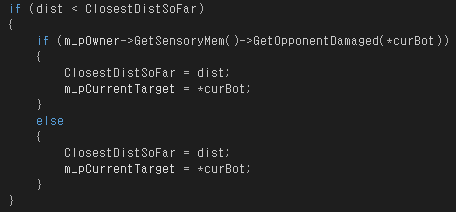 if (dist < ClosestDistSoFar)
{
if (m_pOwner->GetSensoryMem()->GetOpponentDamaged(*curBot))
{
ClosestDistSoFar = dist;
m_pCurrentTarget = *curBot;
}
else
{
ClosestDistSoFar = dist;
m_pCurrentTarget = *curBot;
}
}